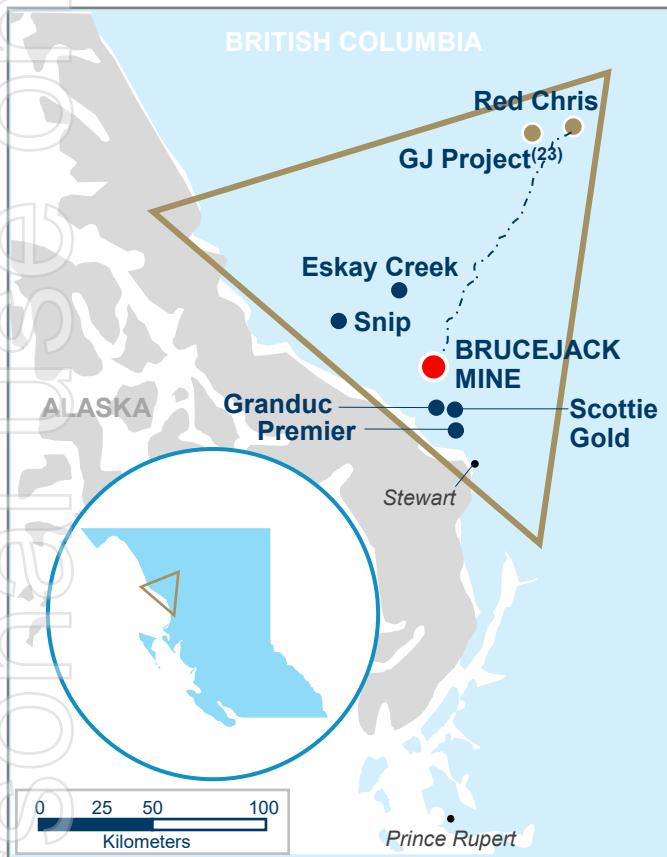 BRITISH COLUMBIA
Red Chris
GJ Project(23)
Eskay Creek
Snip
BRUCEJACK
MINE
ALASKA
Granduc
Scottie
Gold
Premier
Stewart
0 25 50 100
Kilometers
Prince Rupert